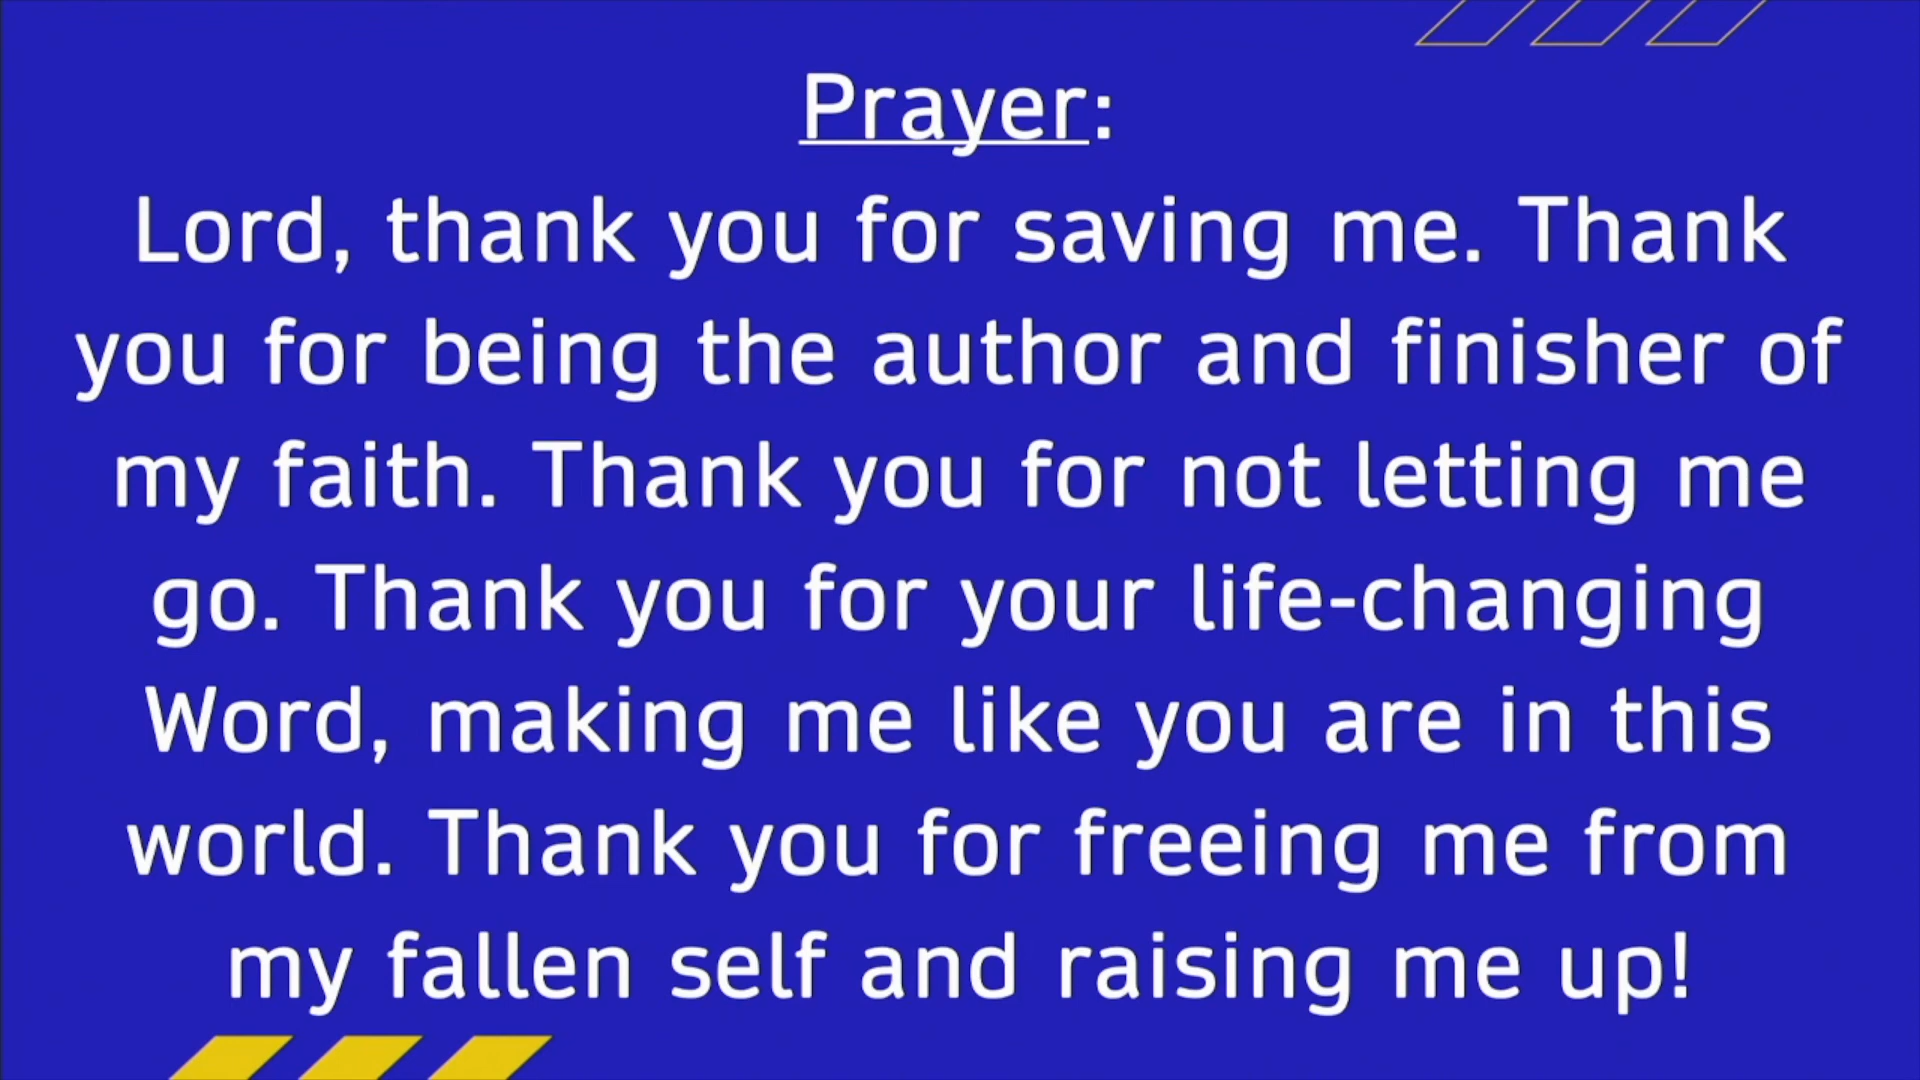 Prayer:
Lord, thank you for saving me. Thank
you for being the author and finisher of
my faith. Thank you for not letting me
go. Thank you for your life-changing
Word, making me like you are in this
world. Thank you for freeing me from
my fallen self and raising me up!